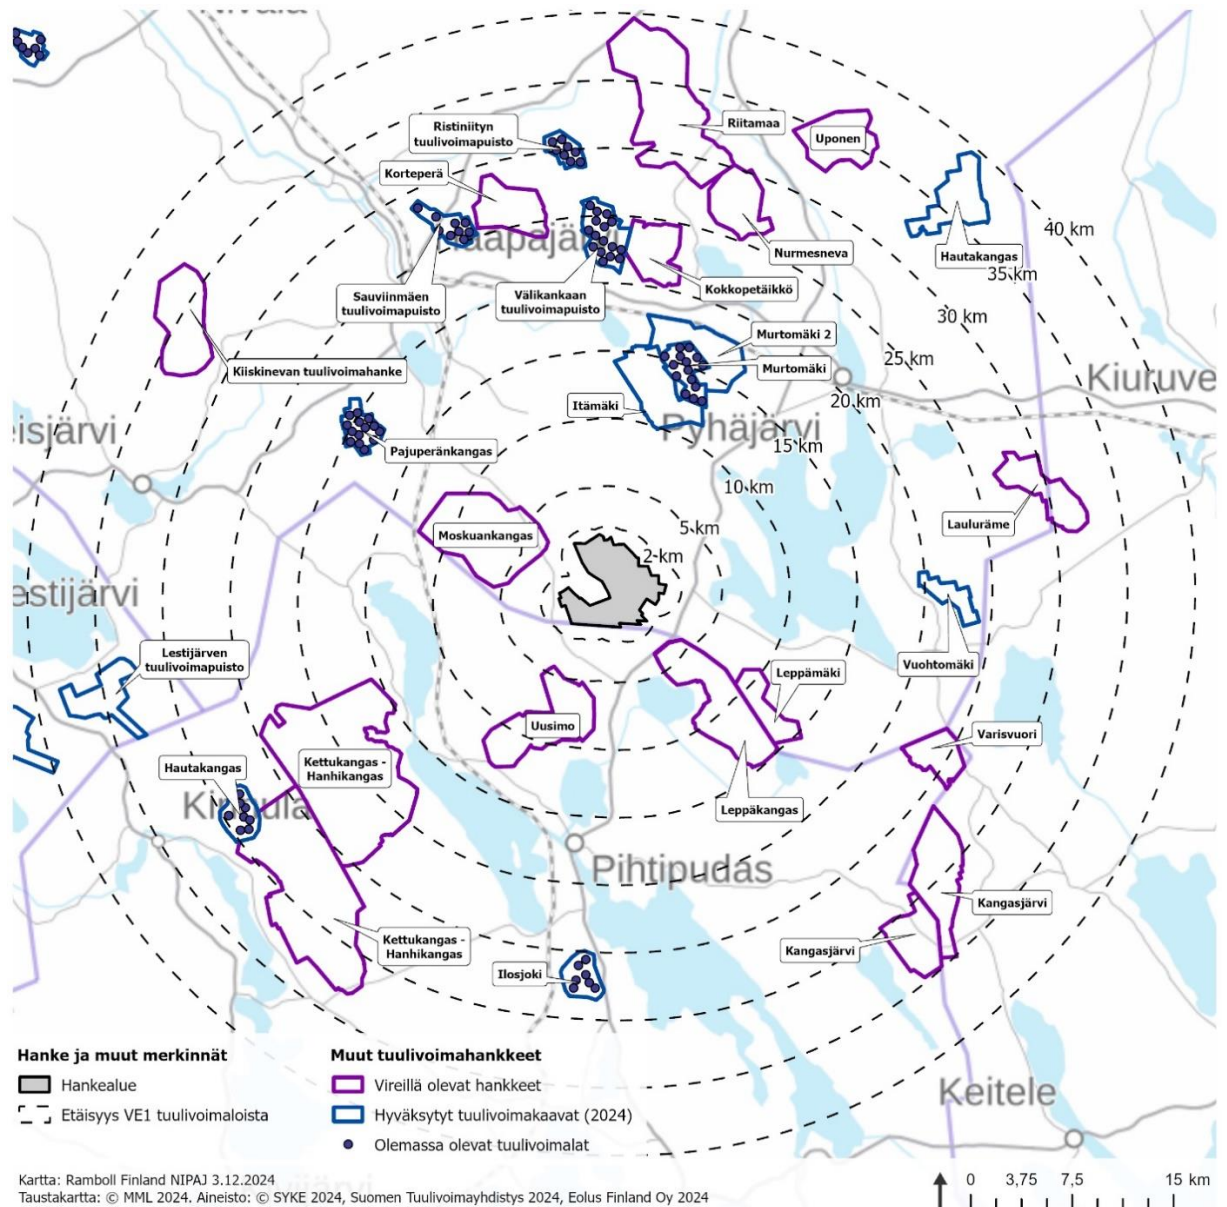 Nivala
Riitamaa
Uponen
Ristiniityn
tuulivoimapuisto
Korteperä
Haapajärvi
Nurmesneva
Hautakangas
40 km
35 km
Kokkopetäikkö
Sauviinmäen
tuulivoimapuisto
Välikankaan
tuulivoimapuisto
30 km
Murtomäki 2
Murtomäki
Kiiskinevan tuulivoimahanke
25 km
Kiuruve
20 km
Itämäki
Pyhäjärvi
eisjärvi
15 km
Pajuperänkangas
10 km
Lauluräme
Moskuankangas
5 km
2 km
estijärvi
Lestijärven
tuulivoimapuisto
Vuohtomäki
Leppämäki
Uusimo
Varisvuori
Kettukangas -
Hanhikangas
Hautakangas
Kinnula
Leppäkangas
Pihtipudas
Kangasjärvi
Kettukangas -
Hanhikangas
Kangasjärvi
Ilosjoki
Keitele
Hanke ja muut merkinnät
Hankealue
Etäisyys VE1 tuulivoimaloista
Muut tuulivoimahankkeet
Vireillä olevat hankkeet
Hyväksytyt tuulivoimakaavat (2024)
Olemassa olevat tuulivoimalat
Kartta: Ramboll Finland NIPAJ 3.12.2024
Taustakartta: © MML 2024. Aineisto: © SYKE 2024, Suomen Tuulivoimayhdistys 2024, Eolus Finland Oy 2024
0 3,75 7,5 15 km